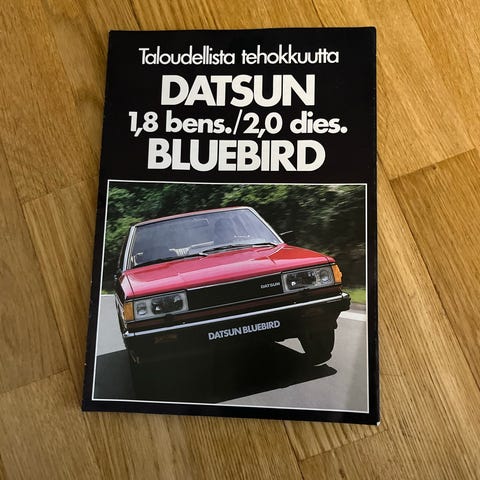 Taloudellista tehokkuutta
DATSUN
1,8 bens./2,0 dies.
BLUEBIRD
DATSUN
DATSUN BLUEBIRD